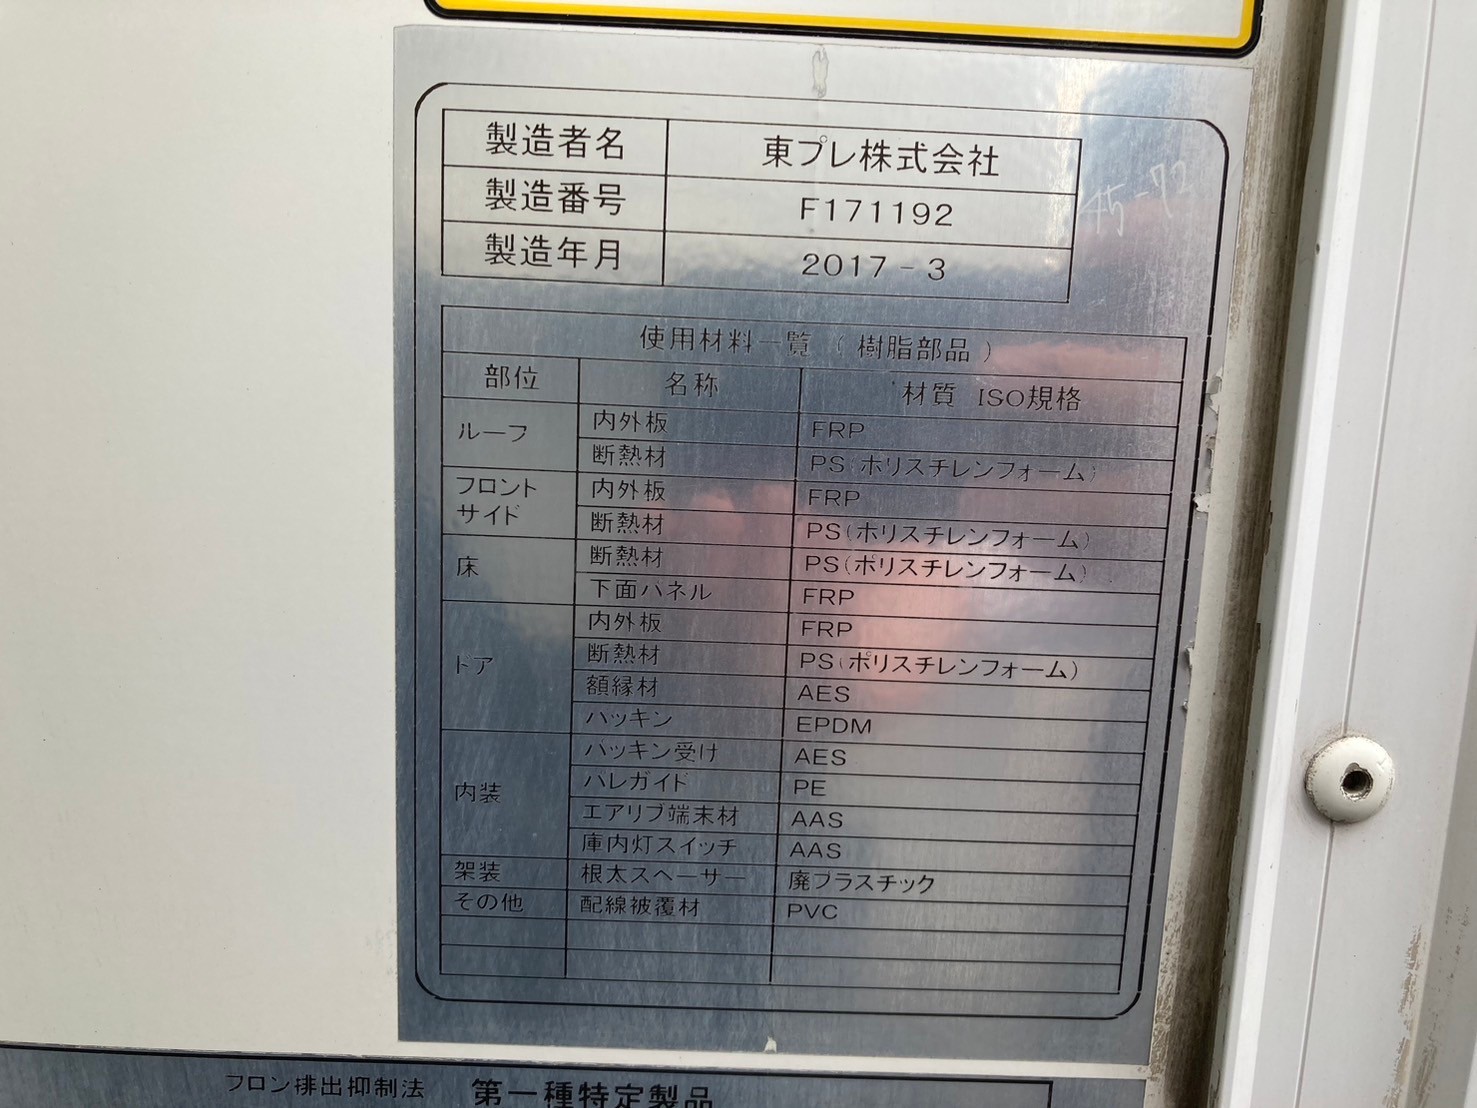 製造者名 東プレ株式会社
製造番号 F171192
製造年月 2017-3
45-72
使用材料一覧 (樹脂部品)
部位 名称 材質 ISO規格
ルーフ 内外板 FRP
断熱材 PS(ポリスチレンフォーム)
フロント サイド 内外板 FRP
断熱材 PS(ポリスチレンフォーム)
床 断熱材 PS(ポリスチレンフォーム)
下面パネル FRP
ドア 内外板 FRP
断熱材 PS(ポリスチレンフォーム)
額縁材 AES
パッキン EPDM
内装 パッキン受け AES
パレガイド PE
エアリブ端末材 AAS
庫内灯スイッチ AAS
架装 根太スペーサー 廃プラスチック
その他 配線被覆材 PVC
フロン排出抑制法 第一種特定製品